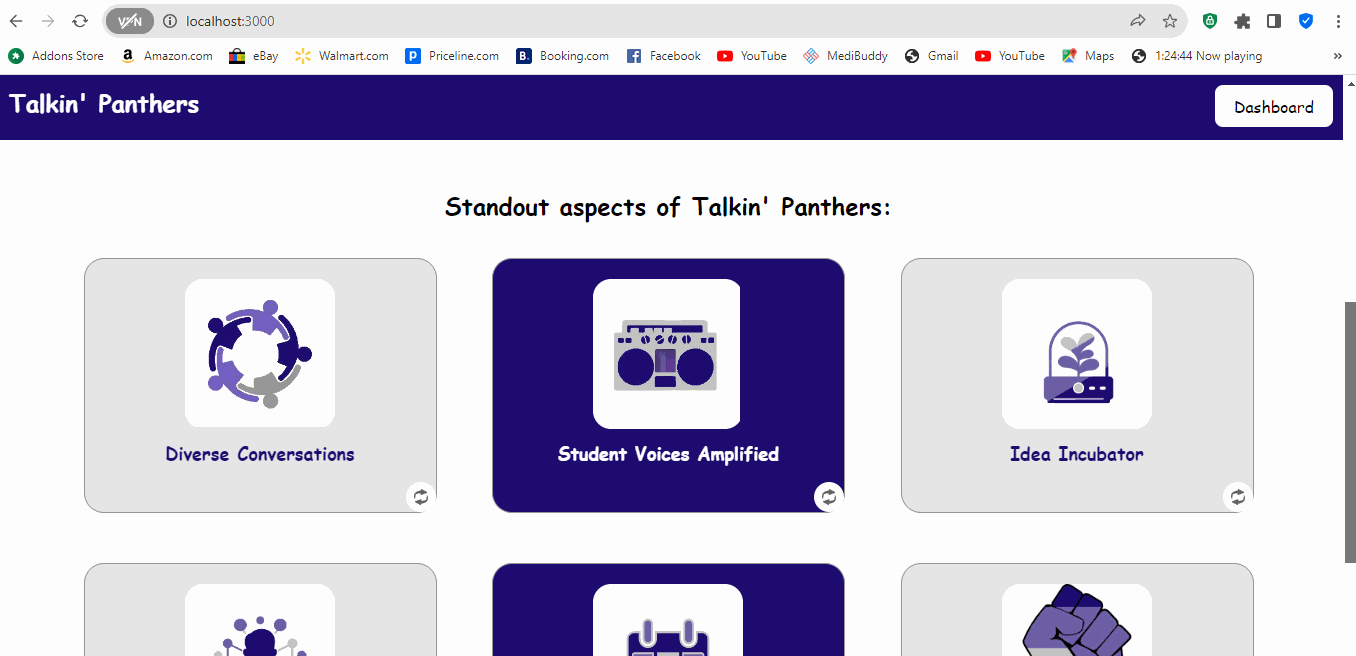 VPN localhost:3000
Addons Store Amazon.com eBay Walmart.com Priceline.com Booking.com Facebook YouTube MediBuddy Gmail YouTube Maps 1:24:44 Now playing »
Talkin' Panthers Dashboard
Standout aspects of Talkin' Panthers:
Diverse Conversations Student Voices Amplified Idea Incubator